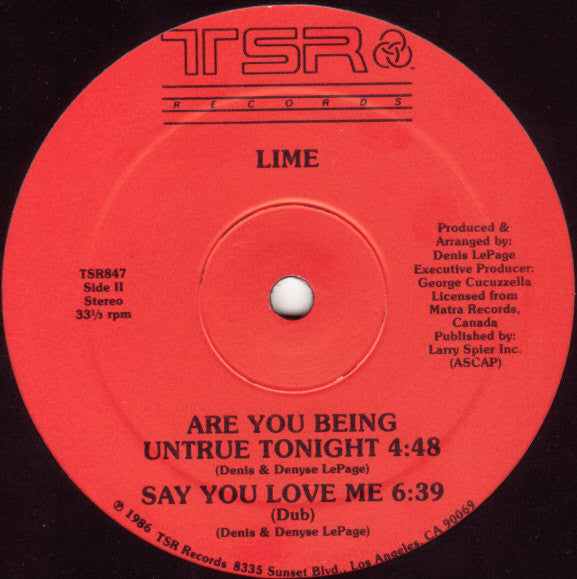 TSR
RECORDS
LIME
TSR847
Side II
Stereo
33⅓ rpm
Produced &
Arranged by:
Denis LePage
Executive Producer:
George Cucuzzella
Licensed from
Matra Records,
Canada
Published by:
Larry Spier Inc.
(ASCAP)
ARE YOU BEING
UNTRUE TONIGHT 4:48
(Denis & Denyse LePage)
SAY YOU LOVE ME 6:39
(Dub)
(Denis & Denyse LePage)
℗ 1986 TSR Records 8335 Sunset Blvd., Los Angeles, CA 90069